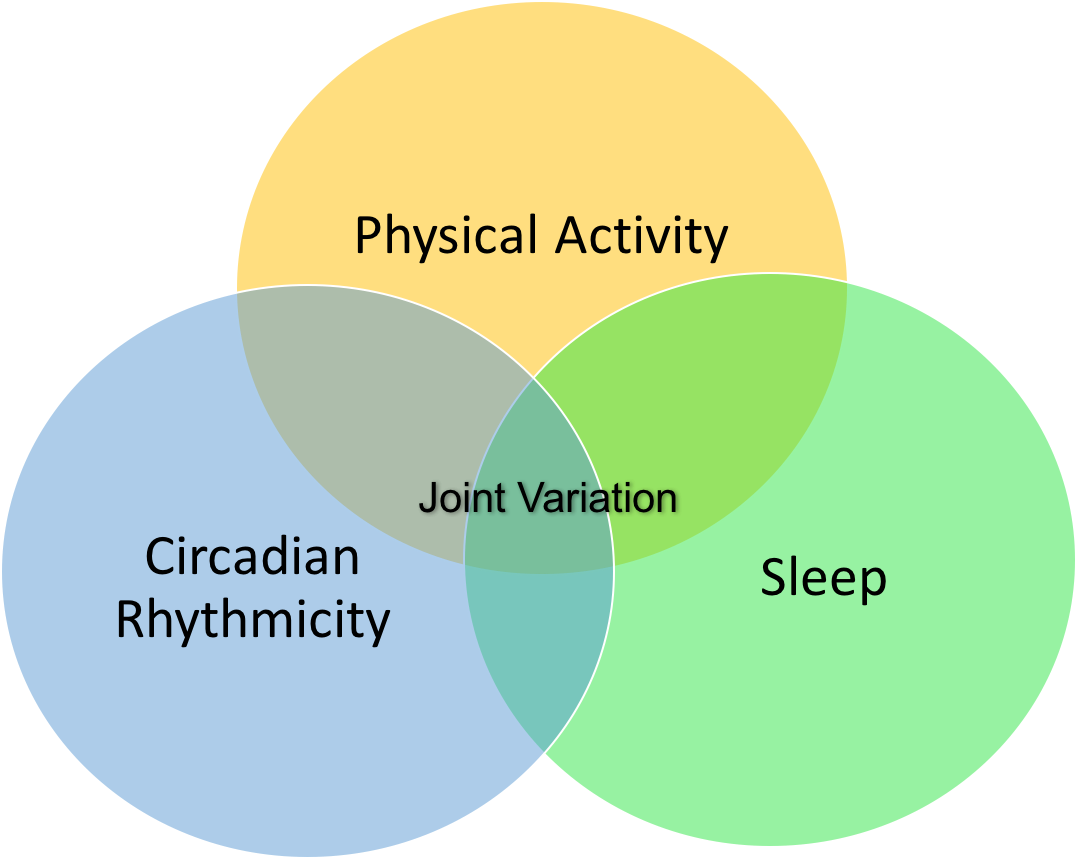 Physical Activity
Joint Variation
Circadian
Rhythmicity
Sleep